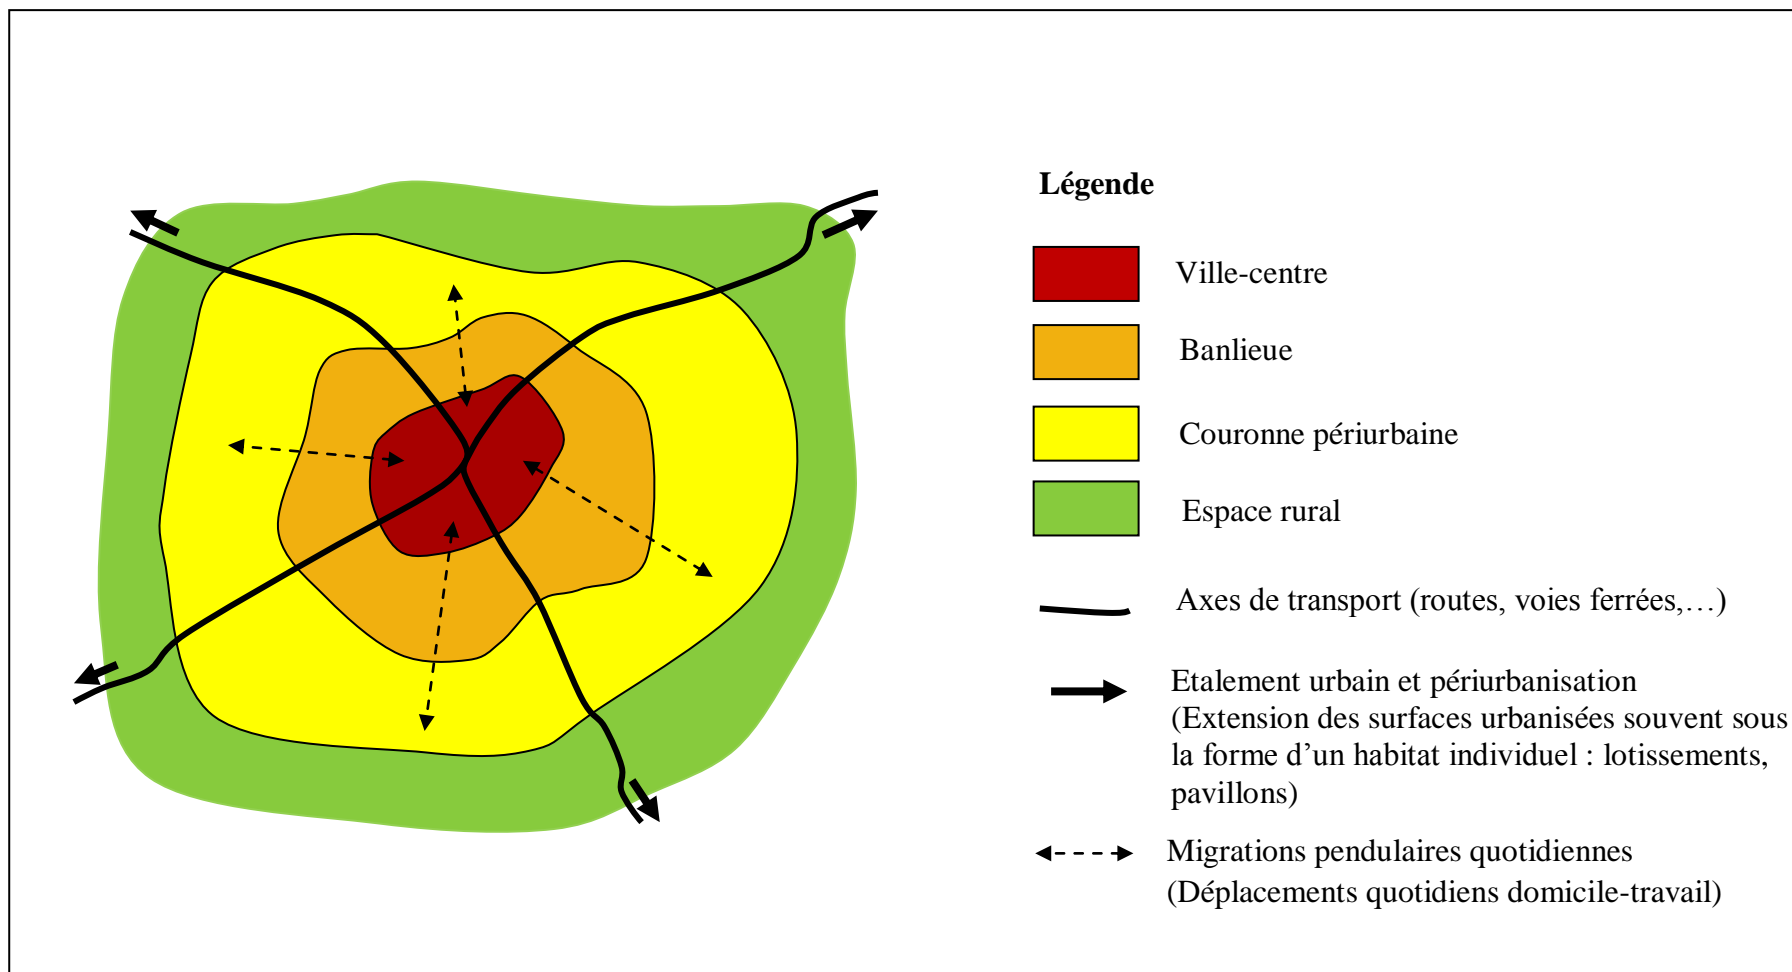 Légende
Ville-centre
Banlieue
Couronne périurbaine
Espace rural
Axes de transport (routes, voies ferrées,…)
Etalement urbain et périurbanisation
(Extension des surfaces urbanisées souvent sous
la forme d’un habitat individuel : lotissements,
pavillons)
Migrations pendulaires quotidiennes
(Déplacements quotidiens domicile-travail)